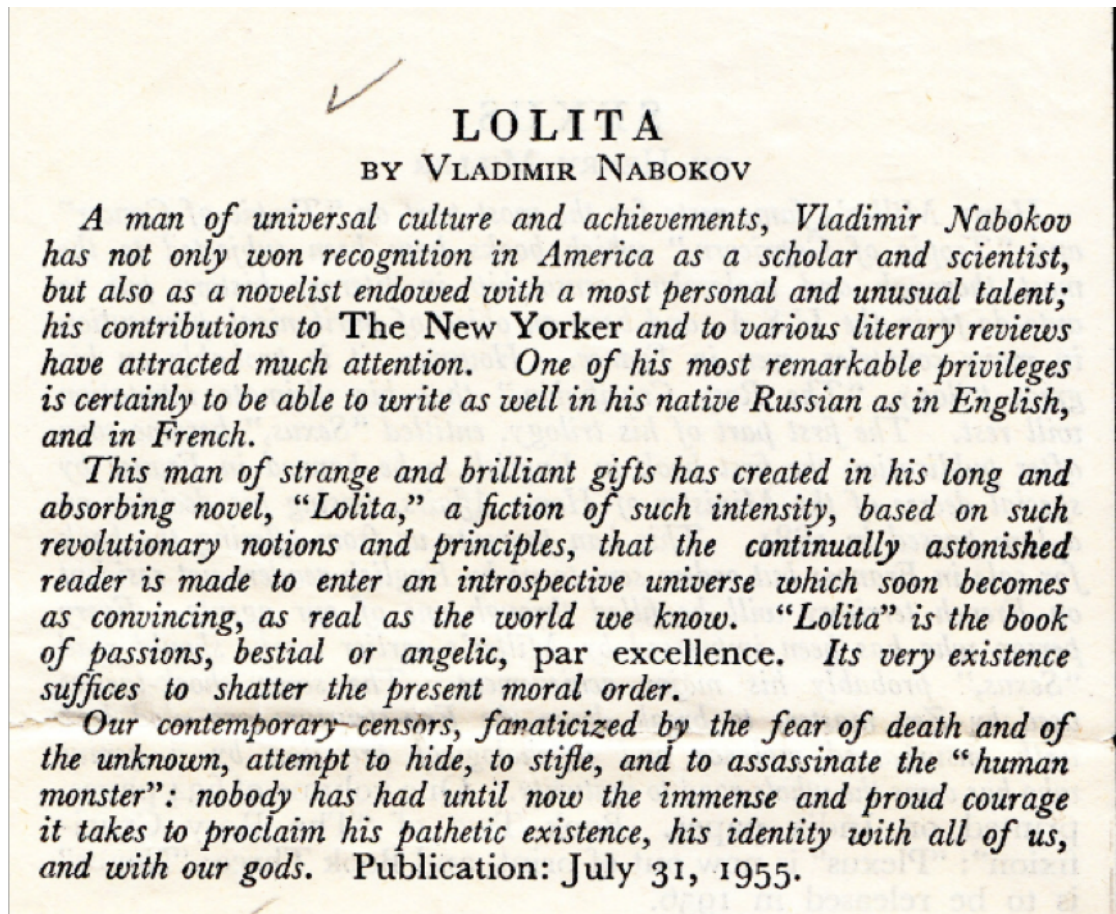 LOLITA
BY VLADIMIR NABOKOV
A man of universal culture and achievements, Vladimir Nabokov
has not only won recognition in America as a scholar and scientist,
but also as a novelist endowed with a most personal and unusual talent;
his contributions to The New Yorker and to various literary reviews
have attracted much attention. One of his most remarkable privileges
is certainly to be able to write as well in his native Russian as in English,
and in French.
This man of strange and brilliant gifts has created in his long and
absorbing novel, “Lolita,” a fiction of such intensity, based on such
revolutionary notions and principles, that the continually astonished
reader is made to enter an introspective universe which soon becomes
as convincing, as real as the world we know. “Lolita” is the book
of passions, bestial or angelic, par excellence. Its very existence
suffices to shatter the present moral order.
Our contemporary censors, fanaticized by the fear of death and of
the unknown, attempt to hide, to stifle, and to assassinate the “human
monster”: nobody has had until now the immense and proud courage
it takes to proclaim his pathetic existence, his identity with all of us,
and with our gods. Publication: July 31, 1955.